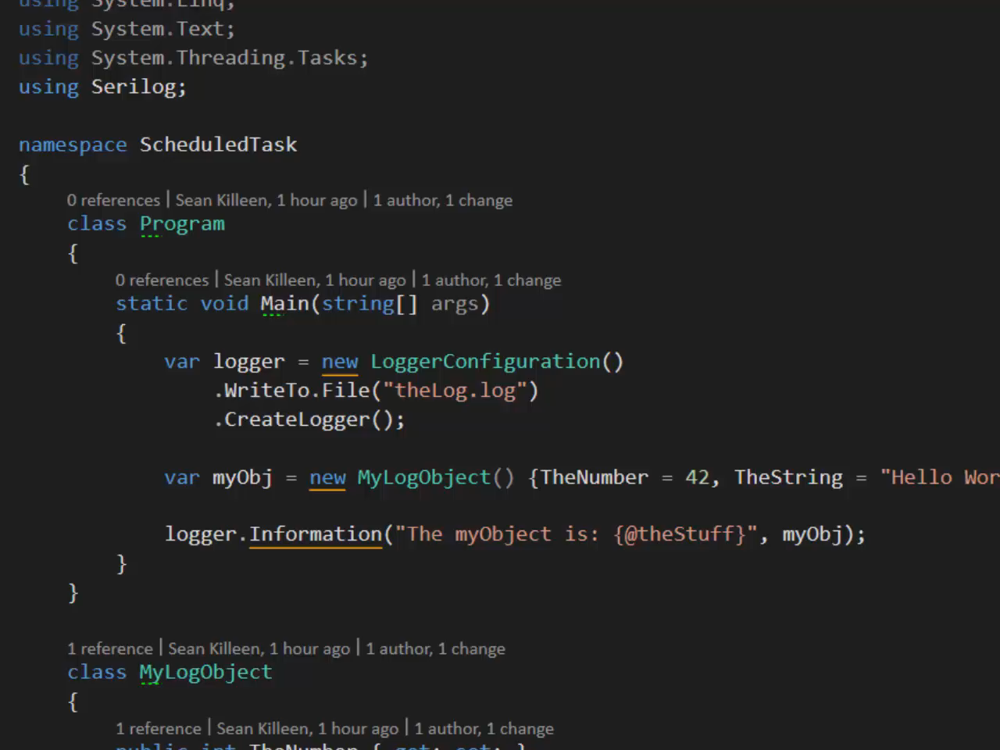 using System.Linq;
using System.Text;
using System.Threading.Tasks;
using Serilog;
namespace ScheduledTask
{
0 references | Sean Killeen, 1 hour ago | 1 author, 1 change
class Program
{
0 references | Sean Killeen, 1 hour ago | 1 author, 1 change
static void Main(string[] args)
{
var logger = new LoggerConfiguration()
.WriteTo.File("theLog.log")
.CreateLogger();
var myObj = new MyLogObject() {TheNumber = 42, TheString = "Hello Wor
logger.Information("The myObject is: {@theStuff}", myObj);
}
}
1 reference | Sean Killeen, 1 hour ago | 1 author, 1 change
class MyLogObject
{
1 reference | Sean Killeen, 1 hour ago | 1 author, 1 change
public int TheNumber { get; set; }